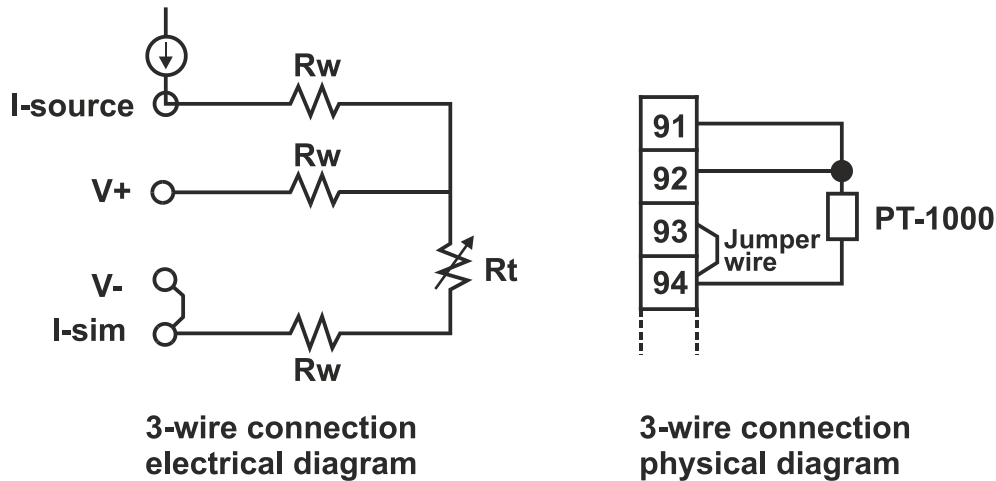 Rw
I-source
Rw
V+
V-
Rt
I-sim
Rw
3-wire connection
electrical diagram
91
92
93
94
Jumper
wire
PT-1000
3-wire connection
physical diagram